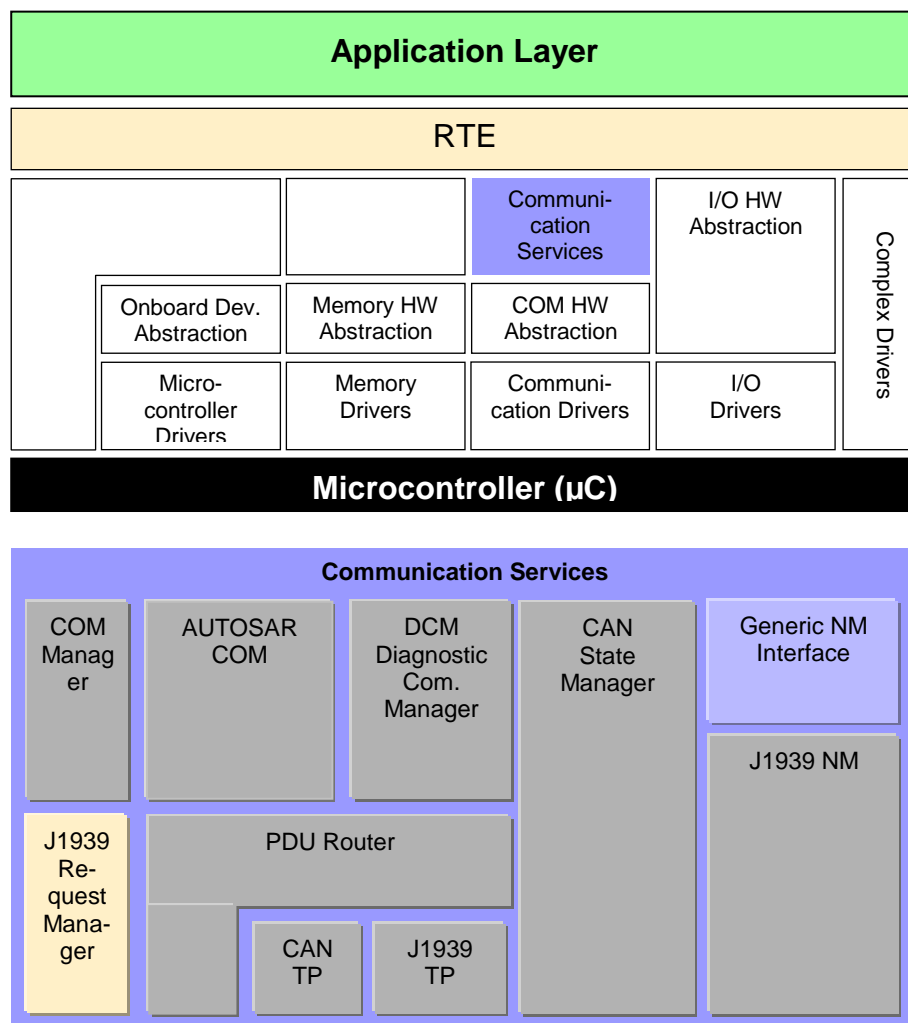 Application Layer
RTE
Communi-
cation
Services
I/O HW
Abstraction
Complex Drivers
Onboard Dev.
Abstraction
Memory HW
Abstraction
COM HW
Abstraction
Micro-
controller
Drivers
Memory
Drivers
Communi-
cation Drivers
I/O
Drivers
Microcontroller (µC)
Communication Services
COM
Manag
er
AUTOSAR
COM
DCM
Diagnostic
Com.
Manager
CAN
State
Manager
Generic NM
Interface
J1939 NM
J1939
Re-
quest
Mana-
ger
PDU Router
CAN
TP
J1939
TP